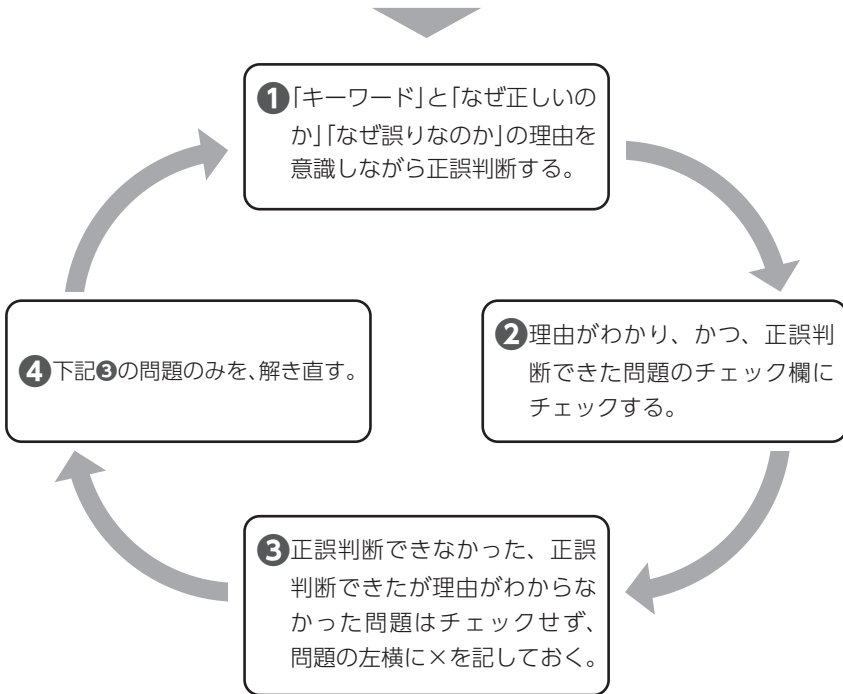 ❶「キーワード」と「なぜ正しいの
か」「なぜ誤りなのか」の理由を
意識しながら正誤判断する。
❷理由がわかり、かつ、正誤判
断できた問題のチェック欄に
チェックする。
❸正誤判断できなかった、正誤
判断できたが理由がわからな
かった問題はチェックせず、
問題の左横に×を記しておく。
❹下記❸の問題のみを、解き直す。